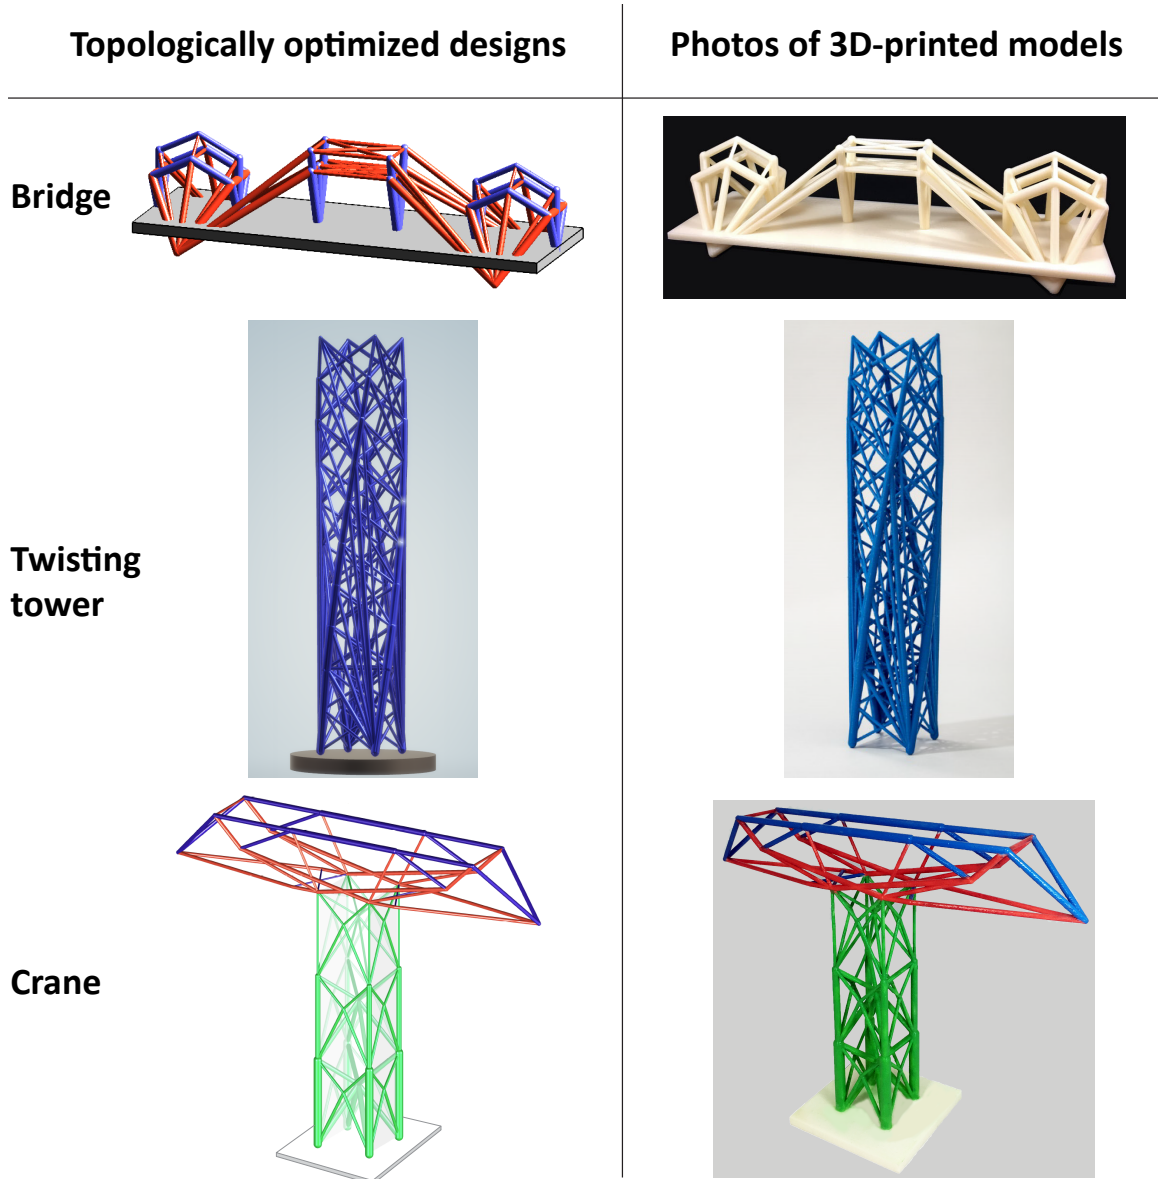 Topologically optimized designs
Photos of 3D-printed models
Bridge
Twisting
tower
Crane